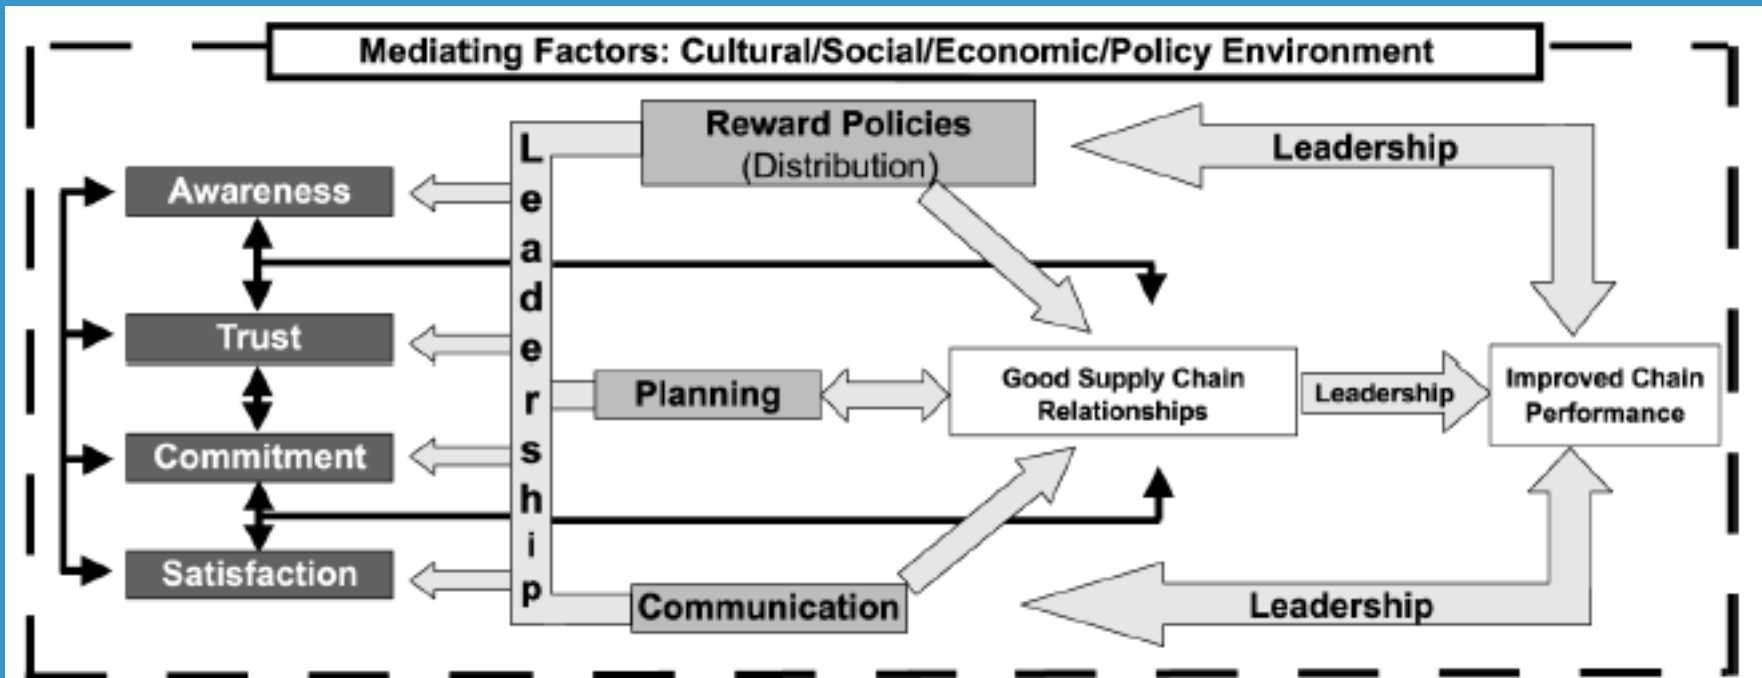 Mediating Factors: Cultural/Social/Economic/Policy Environment
Reward Policies
(Distribution)
Leadership
Awareness
Trust
Commitment
Satisfaction
Leadership
Planning
Good Supply Chain
Relationships
Leadership
Improved Chain
Performance
Communication
Leadership